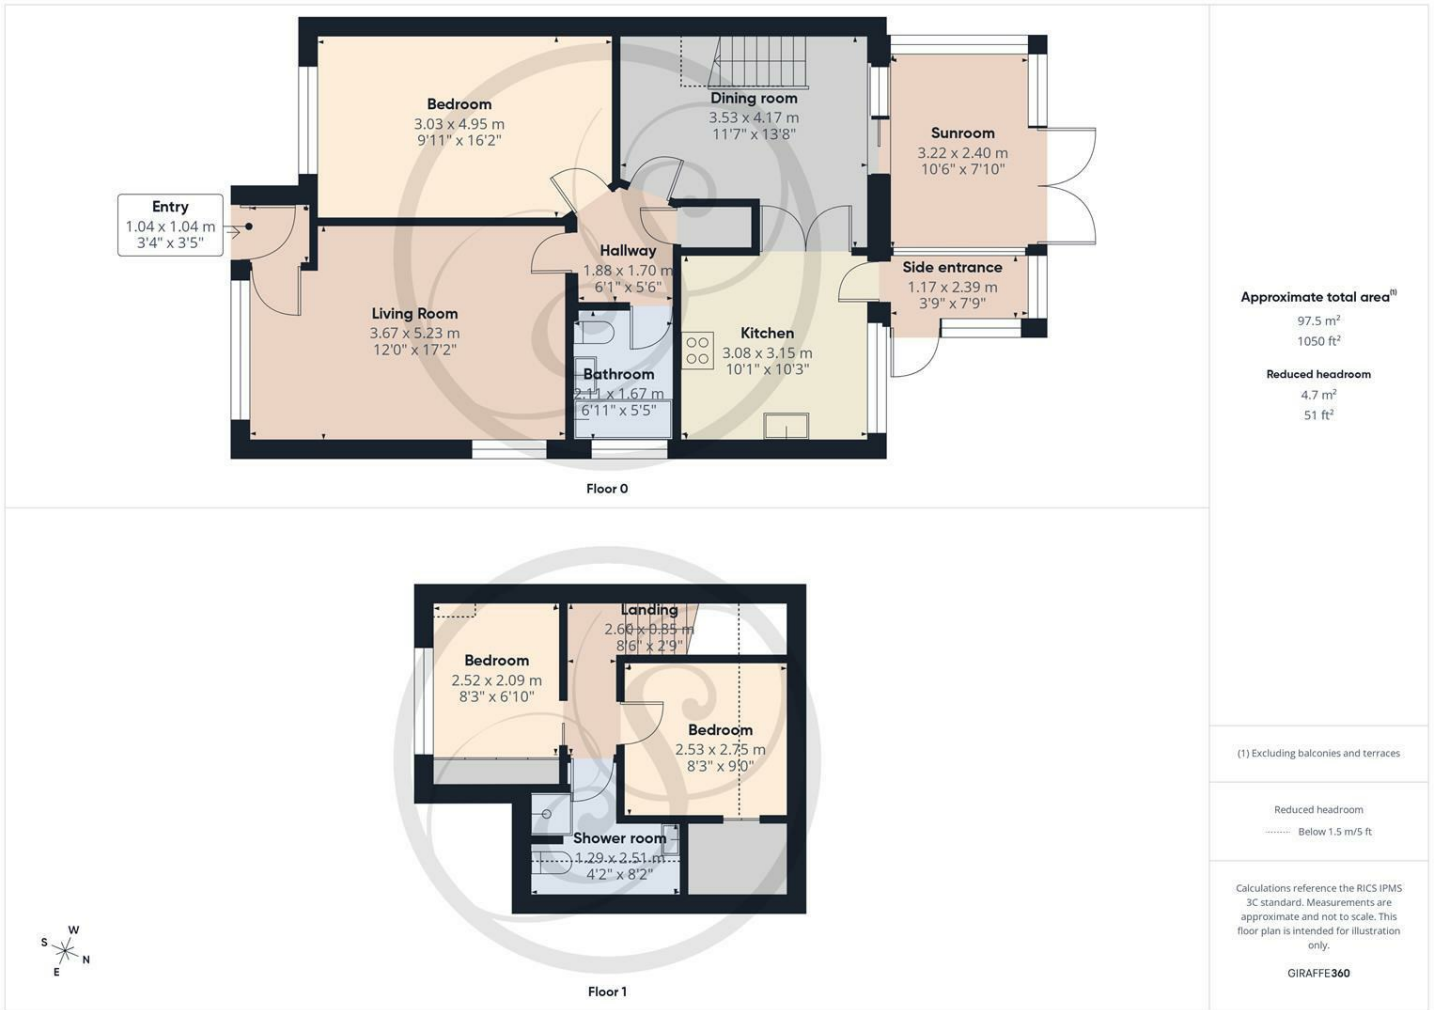 Bedroom
3.03 x 4.95 m
9'11" x 16'2"
Dining room
3.53 x 4.17 m
11'7" x 13'8"
Sunroom
3.22 x 2.40 m
10'6" x 7'10"
Entry
1.04 x 1.04 m
3'4" x 3'5"
Hallway
1.88 x 1.70 m
6'1" x 5'6"
Side entrance
1.17 x 2.39 m
3'9" x 7'9"
Living Room
3.67 x 5.23 m
12'0" x 17'2"
Kitchen
3.08 x 3.15 m
10'1" x 10'3"
Bathroom
2.11 x 1.67 m
6'11" x 5'5"
Floor 0
Landing
2.60 x 0.85 m
8'6" x 2'9"
Bedroom
2.52 x 2.09 m
8'3" x 6'10"
Bedroom
2.53 x 2.75 m
8'3" x 9'0"
Shower room
1.29 x 2.51 m
4'2" x 8'2"
S
W
N
E
Floor 1
Approximate total area(1)
97.5 m²
1050 ft²
Reduced headroom
4.7 m²
51 ft²
(1) Excluding balconies and terraces
Reduced headroom
Below 1.5 m/5 ft
Calculations reference the RICS IPMS
3C standard. Measurements are
approximate and not to scale. This
floor plan is intended for illustration
only.
GIRAFFE360